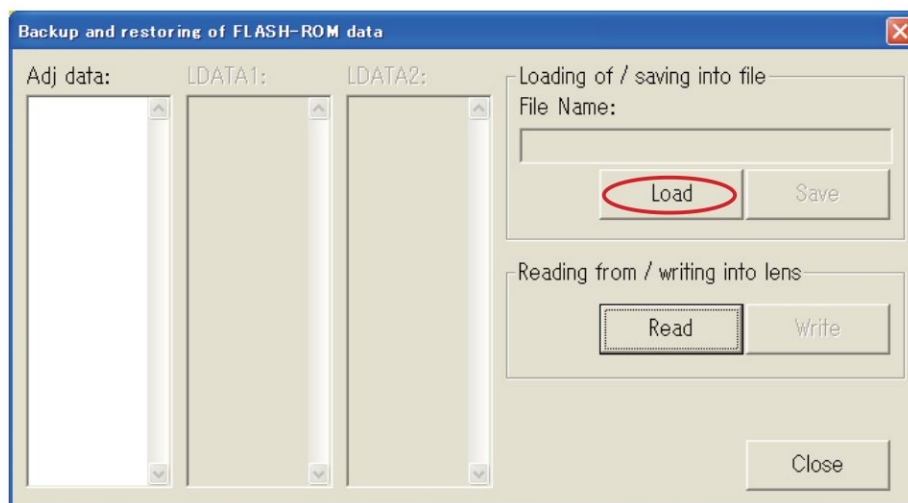 Backup and restoring of FLASH-ROM data
Adj data:
LDATA1:
LDATA2:
Loading of / saving into file
File Name:
Load
Save
Reading from / writing into lens
Read
Write
Close